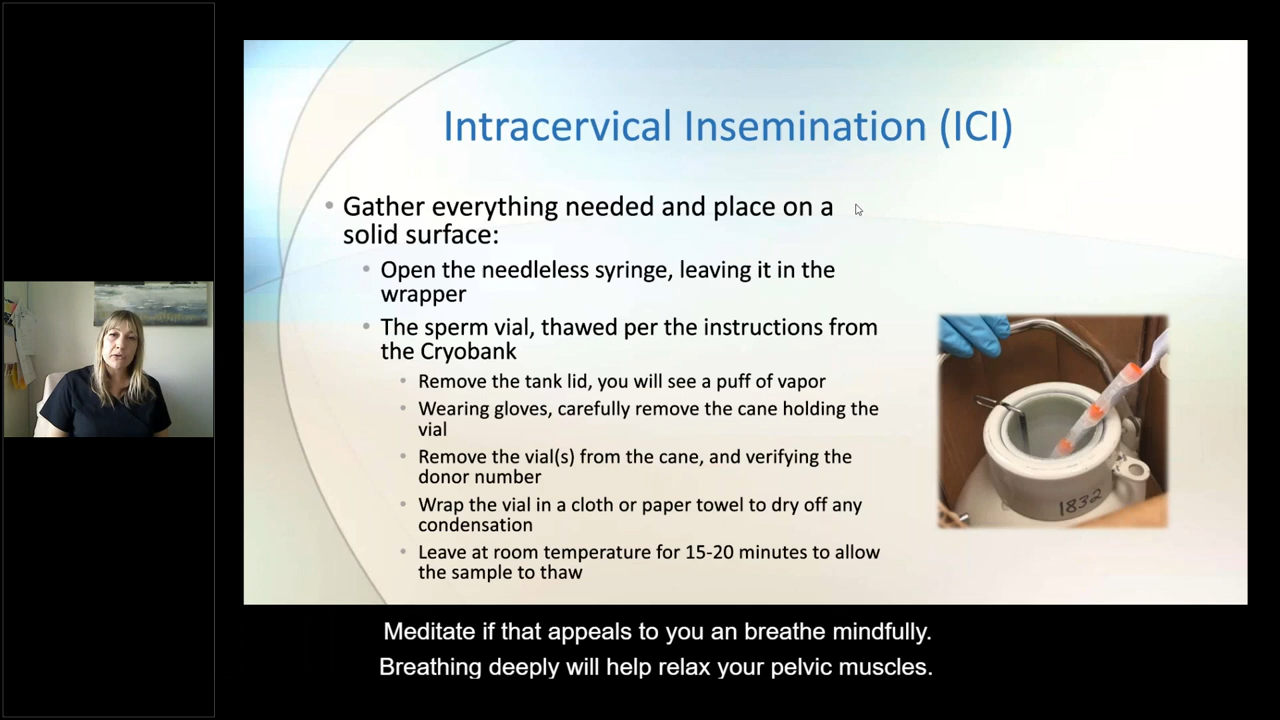 Intracervical Insemination (ICI)
• Gather everything needed and place on a
solid surface:
• Open the needleless syringe, leaving it in the
wrapper
• The sperm vial, thawed per the instructions from
the Cryobank
• Remove the tank lid, you will see a puff of vapor
• Wearing gloves, carefully remove the cane holding the
vial
• Remove the vial(s) from the cane, and verifying the
donor number
• Wrap the vial in a cloth or paper towel to dry off any
condensation
• Leave at room temperature for 15-20 minutes to allow
the sample to thaw
1832
Meditate if that appeals to you an breathe mindfully.
Breathing deeply will help relax your pelvic muscles.